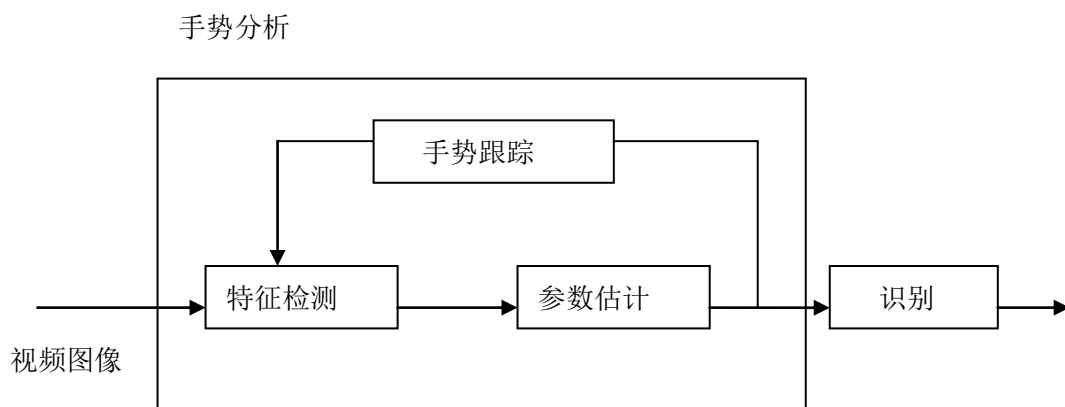 手势分析
手势跟踪
特征检测
参数估计
识别
视频图像